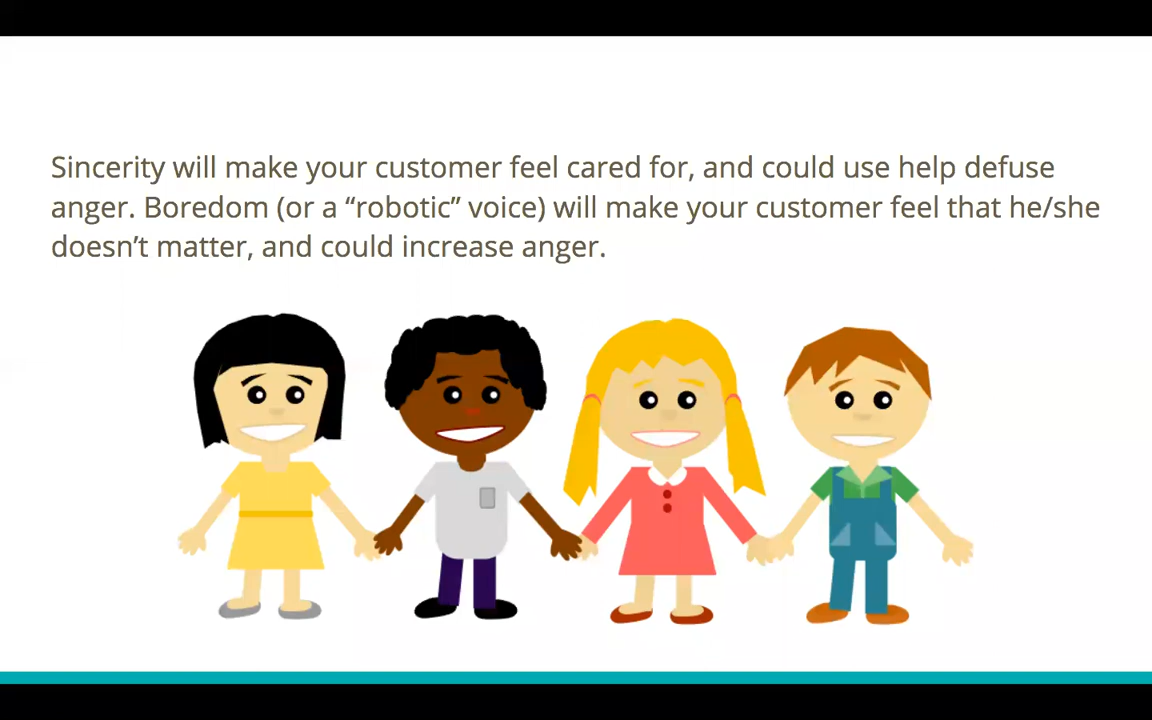 Sincerity will make your customer feel cared for, and could use help defuse
anger. Boredom (or a “robotic” voice) will make your customer feel that he/she
doesn’t matter, and could increase anger.